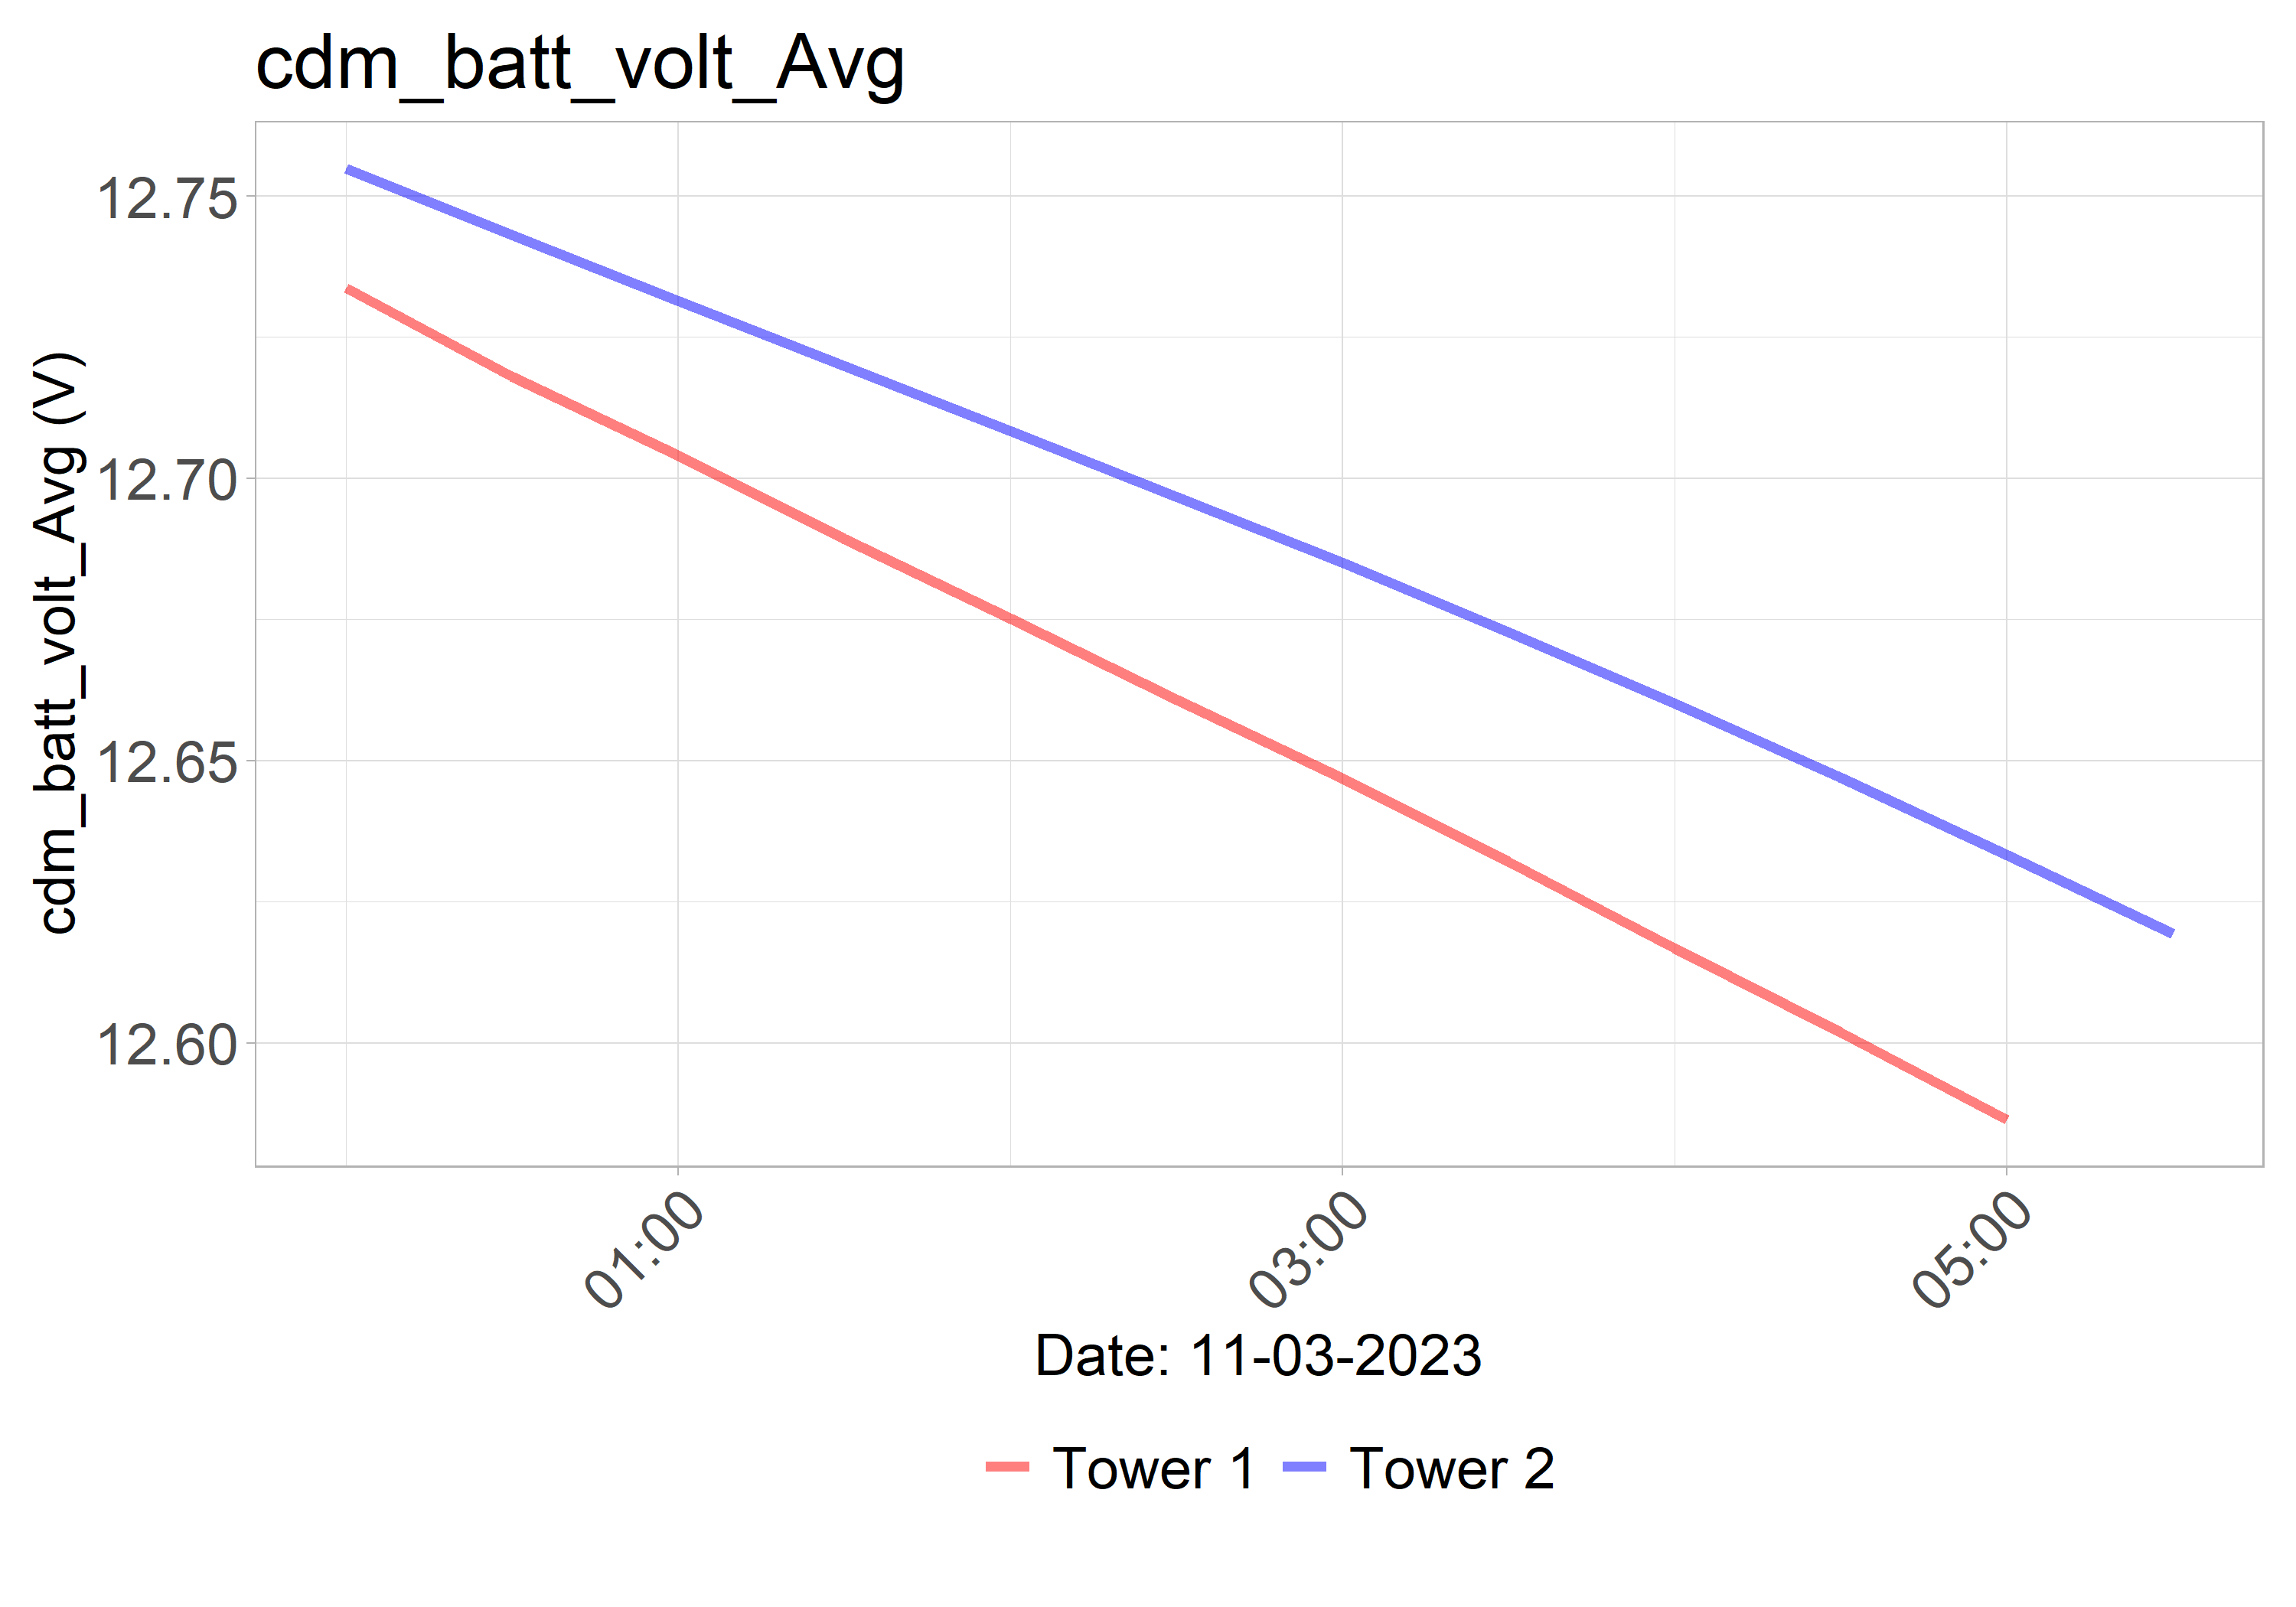 cdm_batt_volt_Avg
cdm_batt_volt_Avg (V)
12.75
12.70
12.65
12.60
01:00
03:00
05:00
Date: 11-03-2023
Tower 1
Tower 2